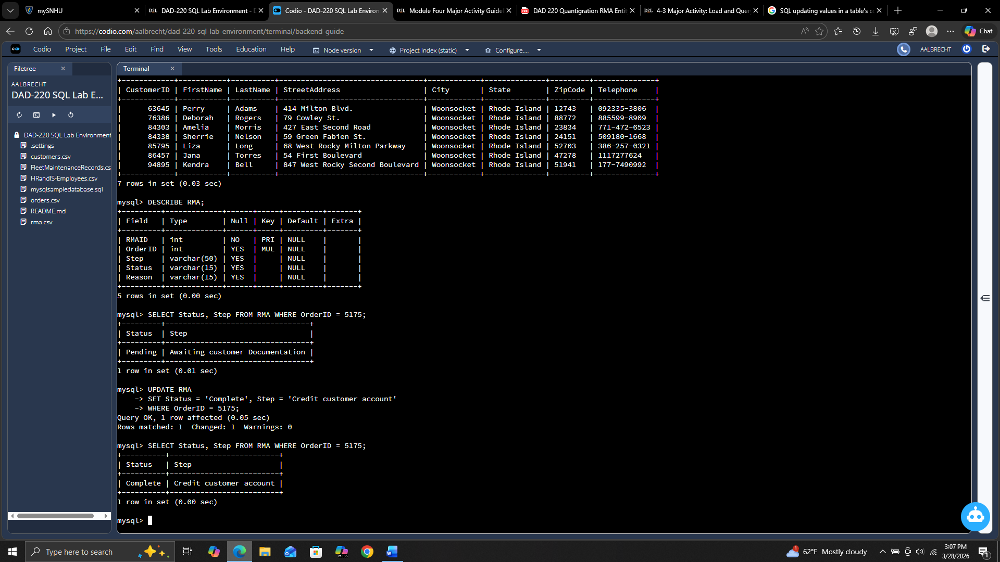 mySNHU
DAD-220 SQL Lab Environment - D
Codio - DAD-220 SQL Lab Environ
Module Four Major Activity Guide
DAD 220 Quantigration RMA Entit
4-3 Major Activity: Load and Quer
SQL updating values in a table's c
https://codio.com/aalbrecht/dad-220-sql-lab-environment/terminal/backend-guide
Chat
Codio Project File Edit Find View Tools Education Help Node version Project Index (static) Configure.... AALBRECHT
Filetree
Terminal
AALBRECHT
DAD-220 SQL Lab E...
DAD-220 SQL Lab Environment
.settings
customers.csv
FleetMaintenanceRecords.cs
HRandIS-Employees.csv
mysqlsampledatabase.sql
orders.csv
README.md
rma.csv
+------------+-----------+----------+---------------------------------+------------+--------------+---------+--------------+
| CustomerID | FirstName | LastName | StreetAddress                   | City       | State        | ZipCode | Telephone    |
+------------+-----------+----------+---------------------------------+------------+--------------+---------+--------------+
|      63645 | Perry     | Adams    | 414 Milton Blvd.                | Woonsocket | Rhode Island | 12743   | 092335-3806  |
|      76386 | Deborah   | Rogers   | 79 Cowley St.                   | Woonsocket | Rhode Island | 88772   | 885599-8909  |
|      84303 | Amelia    | Morris   | 427 East Second Road            | Woonsocket | Rhode Island | 23834   | 771-472-6523 |
|      84338 | Sherrie   | Nelson   | 59 Green Fabien St.             | Woonsocket | Rhode Island | 24151   | 509180-1668  |
|      85795 | Liza      | Long     | 68 West Rocky Milton Parkway    | Woonsocket | Rhode Island | 52703   | 386-257-0321 |
|      86457 | Jana      | Torres   | 54 First Boulevard              | Woonsocket | Rhode Island | 47278   | 1117277624   |
|      94895 | Kendra    | Bell     | 847 West Rocky Second Boulevard | Woonsocket | Rhode Island | 51941   | 177-7490992  |
+------------+-----------+----------+---------------------------------+------------+--------------+---------+--------------+
7 rows in set (0.03 sec)
mysql> DESCRIBE RMA;
+---------+-------------+------+-----+---------+-------+
| Field   | Type        | Null | Key | Default | Extra |
+---------+-------------+------+-----+---------+-------+
| RMAID   | int         | NO   | PRI | NULL    |       |
| OrderID | int         | YES  | MUL | NULL    |       |
| Step    | varchar(50) | YES  |     | NULL    |       |
| Status  | varchar(15) | YES  |     | NULL    |       |
| Reason  | varchar(15) | YES  |     | NULL    |       |
+---------+-------------+------+-----+---------+-------+
5 rows in set (0.00 sec)
mysql> SELECT Status, Step FROM RMA WHERE OrderID = 5175;
+---------+---------------------------------+
| Status  | Step                            |
+---------+---------------------------------+
| Pending | Awaiting customer Documentation |
+---------+---------------------------------+
1 row in set (0.01 sec)
mysql> UPDATE RMA
    -> SET Status = 'Complete', Step = 'Credit customer account'
    -> WHERE OrderID = 5175;
Query OK, 1 row affected (0.05 sec)
Rows matched: 1  Changed: 1  Warnings: 0
mysql> SELECT Status, Step FROM RMA WHERE OrderID = 5175;
+----------+-------------------------+
| Status   | Step                    |
+----------+-------------------------+
| Complete | Credit customer account |
+----------+-------------------------+
1 row in set (0.00 sec)
mysql>
Type here to search
62°F Mostly cloudy
3:07 PM
3/28/2026